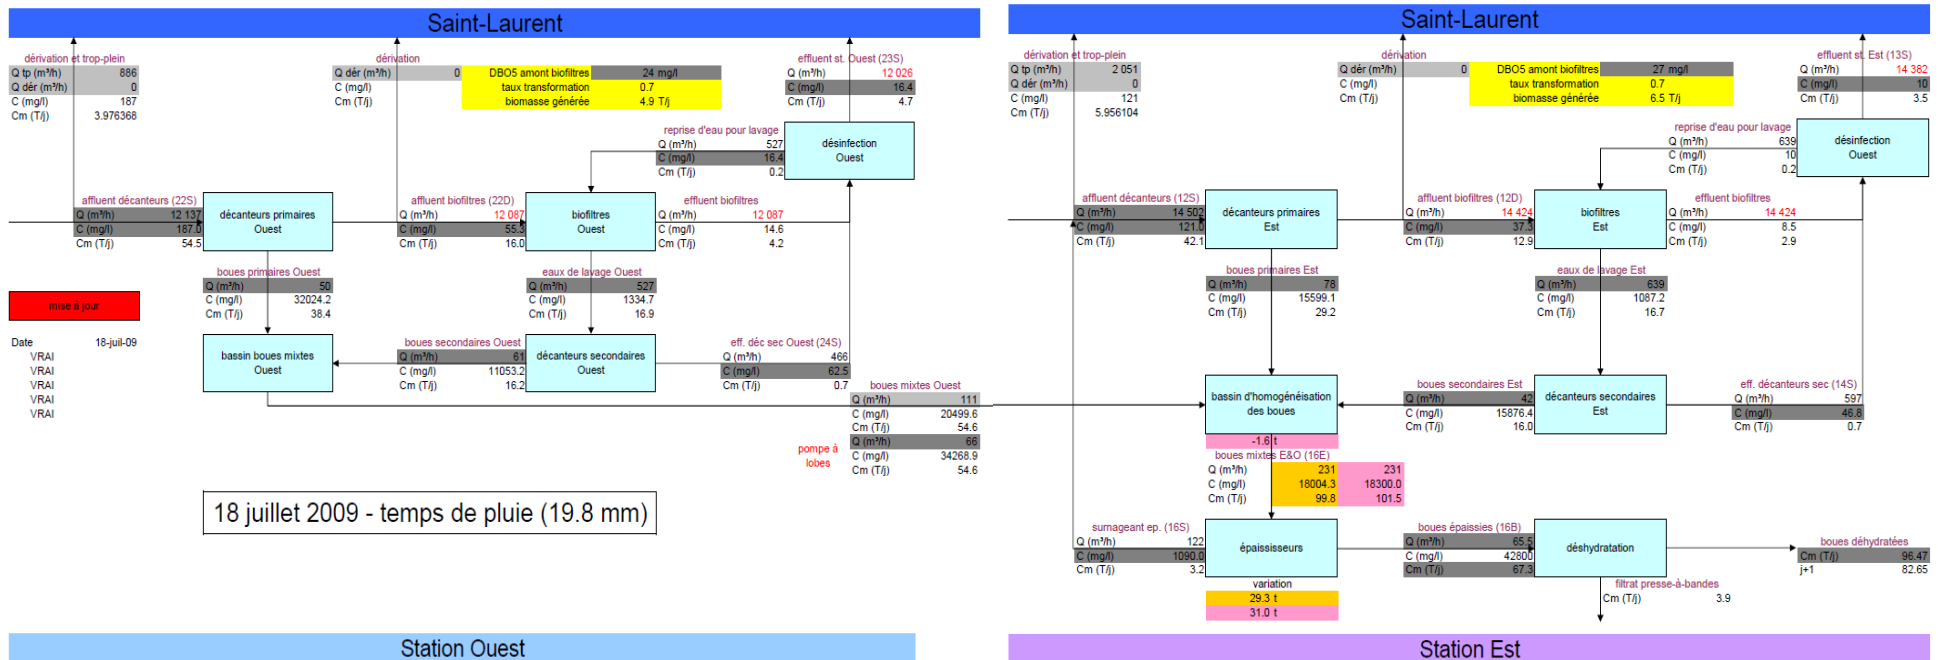 Saint-Laurent
dérivation et trop-plein
Q tp (m³/h) 886
Q dér (m³/h) 0
C (mg/l) 187
Cm (T/j) 3.976368
dérivation
Q dér (m³/h) 0
C (mg/l)
Cm (T/j)
DBO5 amont biofiltres 24 mg/l
taux transformation 0.7
biomasse générée 4.9 T/j
effluent st. Ouest (23S)
Q (m³/h) 12 026
C (mg/l) 16.4
Cm (T/j) 4.7
reprise d'eau pour lavage
Q (m³/h) 527
C (mg/l) 16.4
Cm (T/j) 0.2
désinfection
Ouest
affluent décanteurs (22S)
Q (m³/h) 12 137
C (mg/l) 187.0
Cm (T/j) 54.5
décanteurs primaires
Ouest
affluent biofiltres (22D)
Q (m³/h) 12 087
C (mg/l) 55.3
Cm (T/j) 16.0
biofiltres
Ouest
effluent biofiltres
Q (m³/h) 12 087
C (mg/l) 14.6
Cm (T/j) 4.2
boues primaires Ouest
Q (m³/h) 50
C (mg/l) 32024.2
Cm (T/j) 38.4
eaux de lavage Ouest
Q (m³/h) 527
C (mg/l) 1334.7
Cm (T/j) 16.9
mise à jour
Date 18-juil-09
VRAI
VRAI
VRAI
VRAI
VRAI
bassin boues mixtes
Ouest
boues secondaires Ouest
Q (m³/h) 61
C (mg/l) 11053.2
Cm (T/j) 16.2
décanteurs secondaires
Ouest
eff. déc sec Ouest (24S)
Q (m³/h) 466
C (mg/l) 62.5
Cm (T/j) 0.7
boues mixtes Ouest
Q (m³/h) 111
C (mg/l) 20499.6
Cm (T/j) 54.6
Q (m³/h) 66
C (mg/l) 34268.9
Cm (T/j) 54.6
pompe à
lobes
18 juillet 2009 - temps de pluie (19.8 mm)
Station Ouest
Saint-Laurent
dérivation et trop-plein
Q tp (m³/h) 2 051
Q dér (m³/h) 0
C (mg/l) 121
Cm (T/j) 5.956104
dérivation
Q dér (m³/h) 0
C (mg/l)
Cm (T/j)
DBO5 amont biofiltres 27 mg/l
taux transformation 0.7
biomasse générée 6.5 T/j
effluent st. Est (13S)
Q (m³/h) 14 382
C (mg/l) 10
Cm (T/j) 3.5
reprise d'eau pour lavage
Q (m³/h) 639
C (mg/l) 10
Cm (T/j) 0.2
désinfection
Ouest
affluent décanteurs (12S)
Q (m³/h) 14 502
C (mg/l) 121.0
Cm (T/j) 42.1
décanteurs primaires
Est
affluent biofiltres (12D)
Q (m³/h) 14 424
C (mg/l) 37.3
Cm (T/j) 12.9
biofiltres
Est
effluent biofiltres
Q (m³/h) 14 424
C (mg/l) 8.5
Cm (T/j) 2.9
boues primaires Est
Q (m³/h) 78
C (mg/l) 15599.1
Cm (T/j) 29.2
eaux de lavage Est
Q (m³/h) 639
C (mg/l) 1087.2
Cm (T/j) 16.7
bassin d'homogénéisation
des boues
-1.6 t
boues secondaires Est
Q (m³/h) 42
C (mg/l) 15876.4
Cm (T/j) 16.0
décanteurs secondaires
Est
eff. décanteurs sec (14S)
Q (m³/h) 597
C (mg/l) 46.8
Cm (T/j) 0.7
boues mixtes E&O (16E)
Q (m³/h) 231 231
C (mg/l) 18004.3 18300.0
Cm (T/j) 99.8 101.5
surnageant ep. (16S)
Q (m³/h) 122
C (mg/l) 1090.0
Cm (T/j) 3.2
épaississeurs
variation
29.3 t
31.0 t
boues épaissies (16B)
Q (m³/h) 65.5
C (mg/l) 42800
Cm (T/j) 67.3
déshydratation
boues déhydratées
Cm (T/j) 96.47
j+1 82.65
filtrat presse-à-bandes
Cm (T/j) 3.9
Station Est